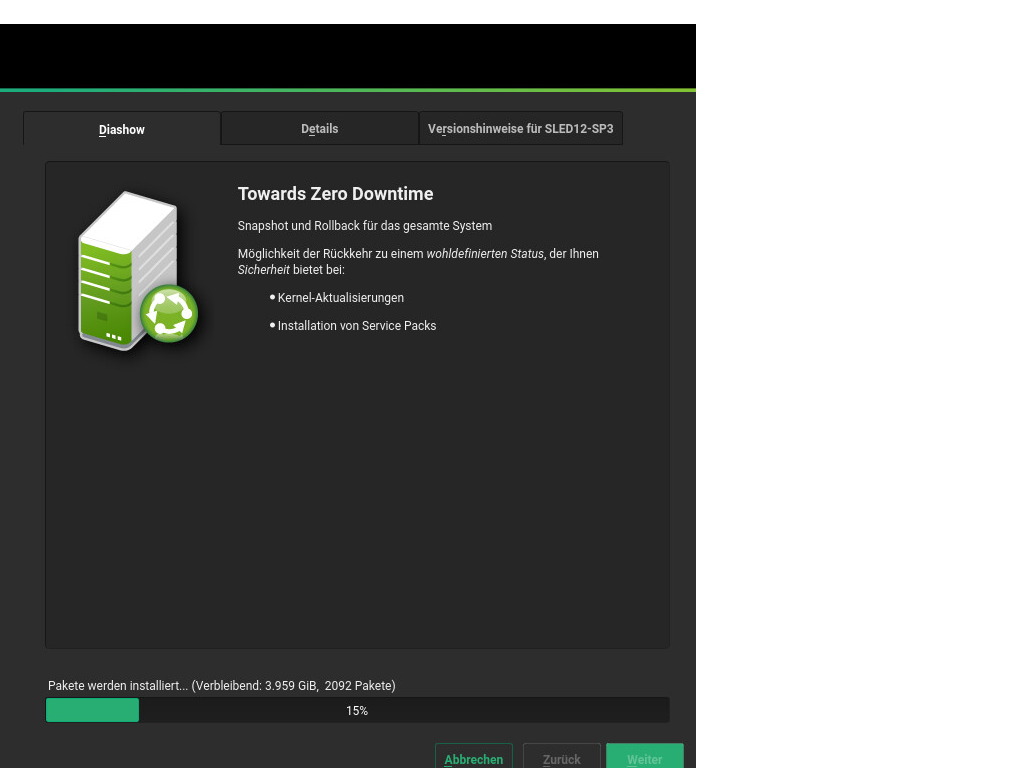 Diashow
Details
Versionshinweise für SLED12-SP3
Towards Zero Downtime
Snapshot und Rollback für das gesamte System
Möglichkeit der Rückkehr zu einem wohldefinierten Status, der Ihnen
Sicherheit bietet bei:
• Kernel-Aktualisierungen
• Installation von Service Packs
Pakete werden installiert... (Verbleibend: 3.959 GiB,  2092 Pakete)
15%
Abbrechen
Zurück
Weiter